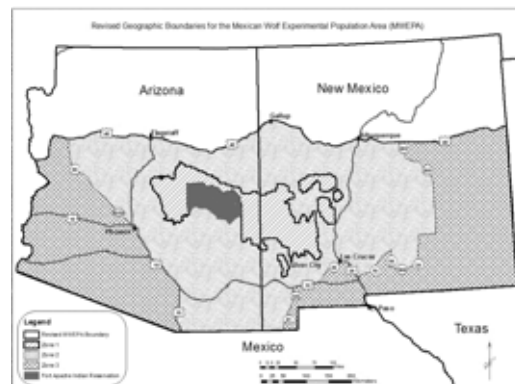 Revised Geographic Boundaries for the Mexican Wolf Experimental Population Area (MWEPA)
Arizona
New Mexico
Flagstaff
Gallup
Albuquerque
Phoenix
Silver City
Las Cruces
El Paso
Texas
Mexico
Legend
Revised MWEPA Boundary
Zone 1
Zone 2
Zone 3
Fort Apache Indian Reservation